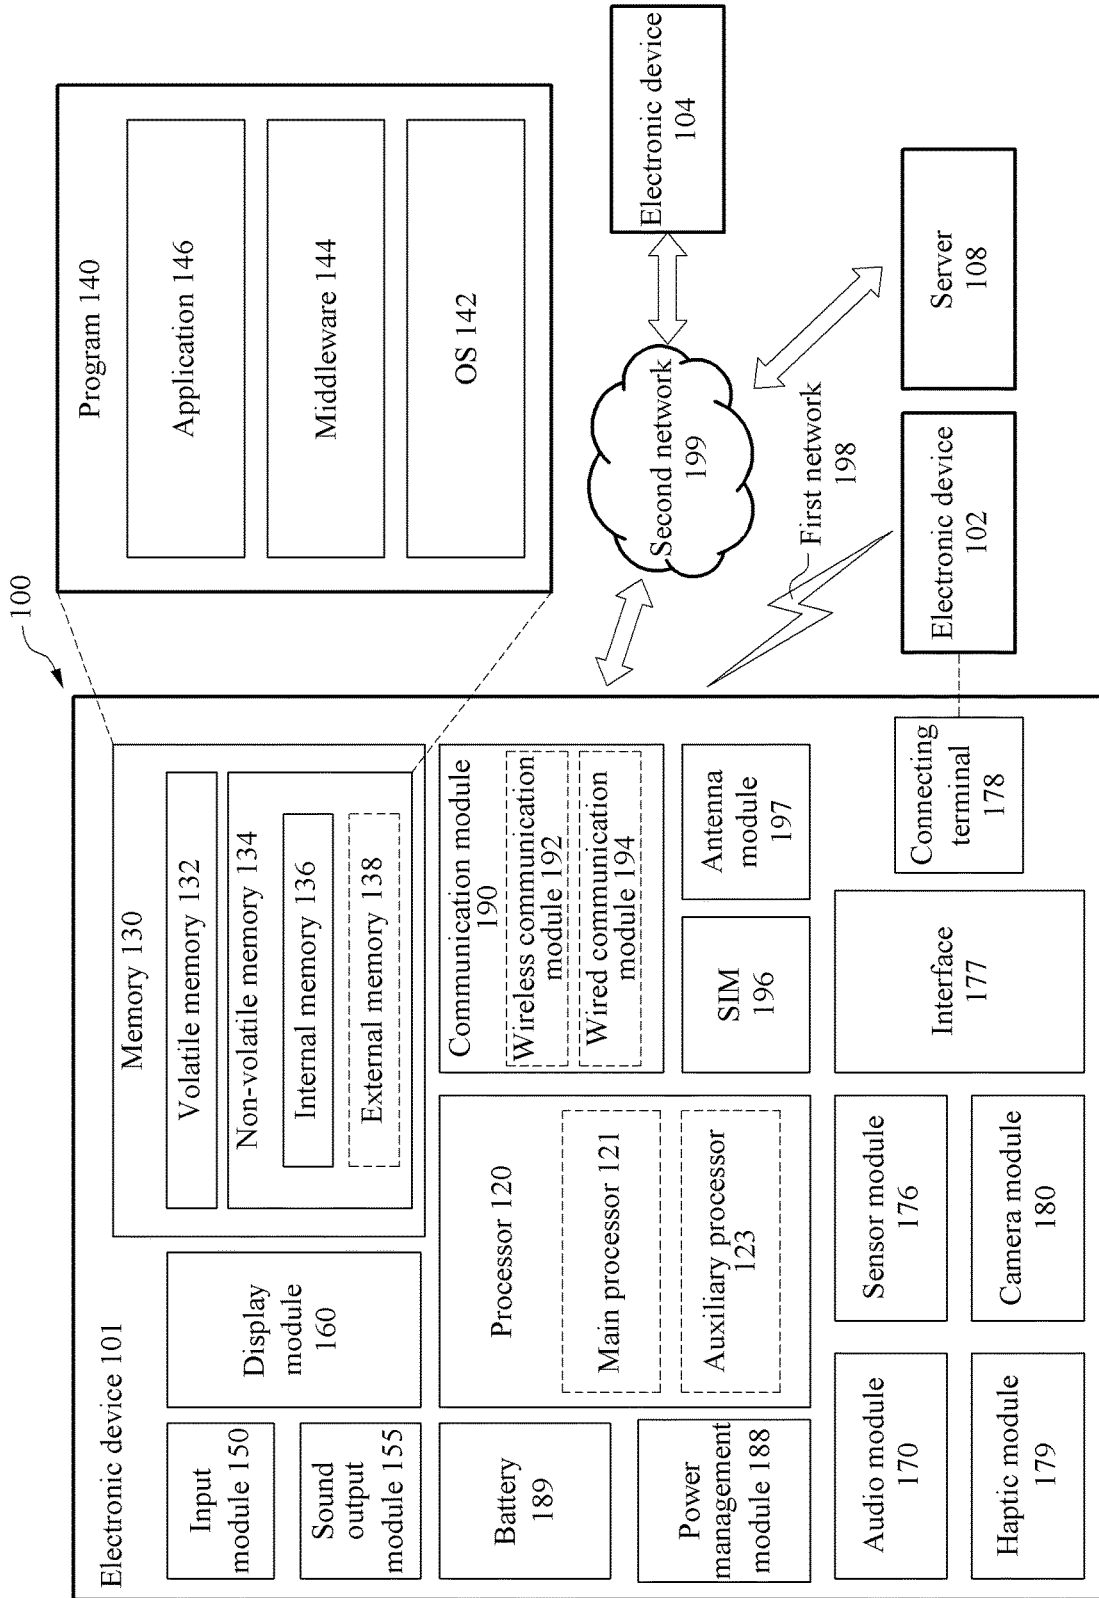 100
Electronic device 101
Input
module 150
Sound
output
module 155
Display
module
160
Memory 130
Volatile memory 132
Non-volatile memory 134
Internal memory 136
External memory 138
Program 140
Application 146
Middleware 144
OS 142
Battery
189
Power
management
module 188
Processor 120
Main processor 121
Auxiliary processor
123
Communication module
190
Wireless communication
module 192
Wired communication
module 194
SIM
196
Antenna
module
197
Second network
199
Electronic device
104
First network
198
Audio module
170
Haptic module
179
Sensor module
176
Camera module
180
Interface
177
Connecting
terminal
178
Electronic device
102
Server
108